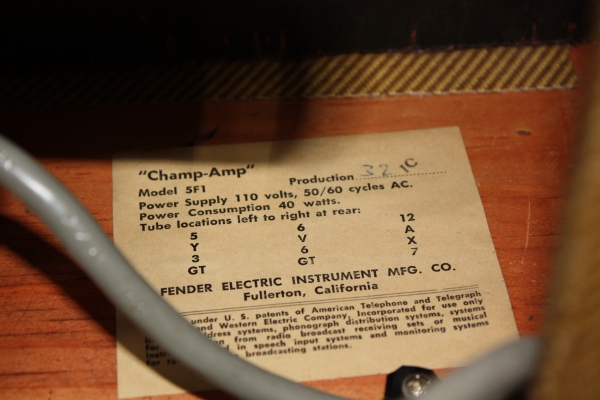 "Champ-Amp"
Model 5F1 Production 32 1C
Power Supply 110 volts, 50/60 cycles AC.
Power Consumption 40 watts.
Tube locations left to right at rear:
5 6 12
Y V A
3 6 X
GT GT 7
FENDER ELECTRIC INSTRUMENT MFG. CO.
Fullerton, California
under U. S. patents of American Telephone and Telegraph
and Western Electric Company, Incorporated for use only
address systems, phonograph distribution systems, systems
from radio broadcast receiving sets or musical
in speech input systems and monitoring systems
broadcasting stations.